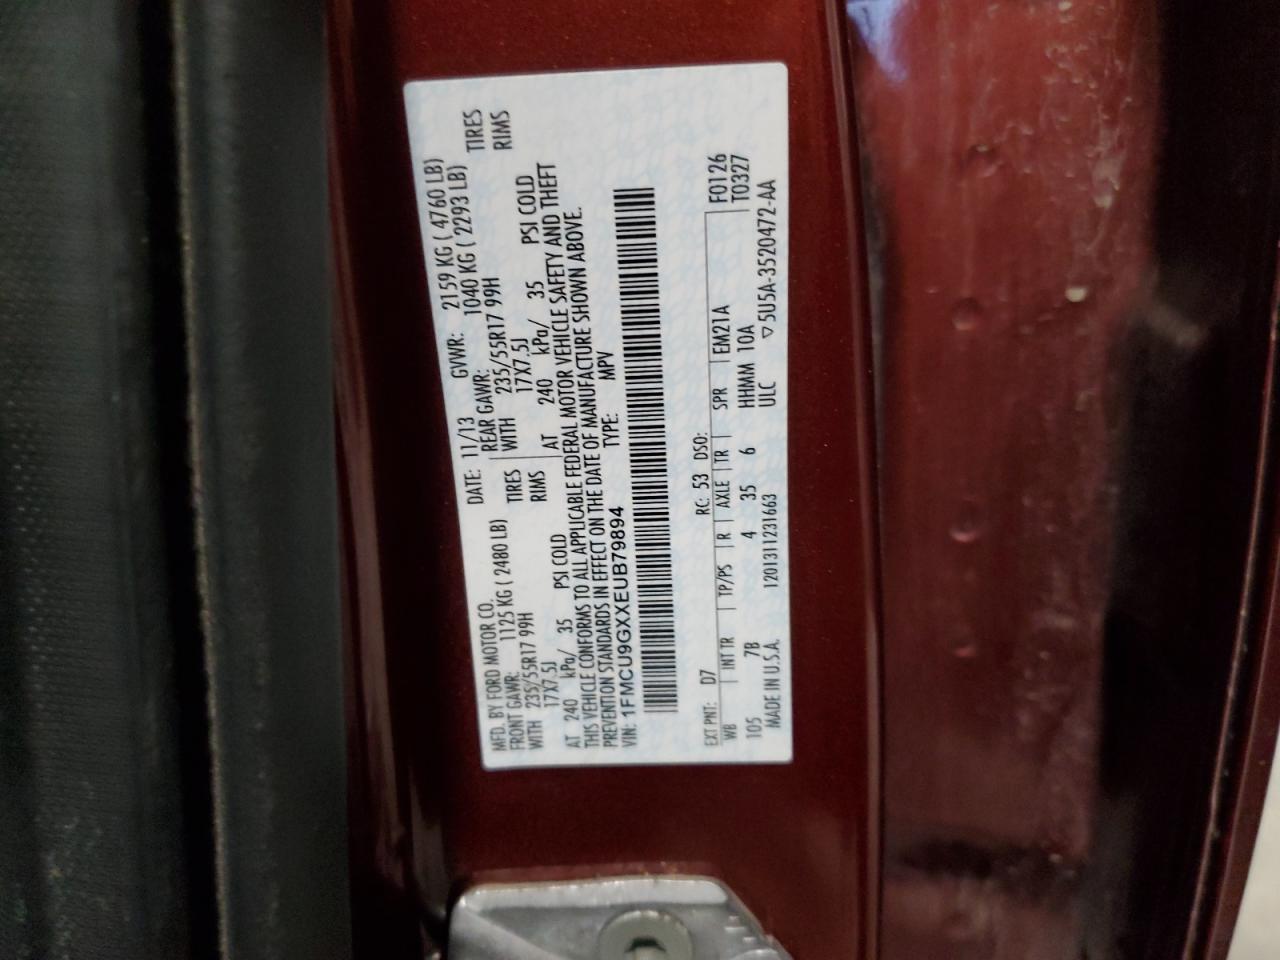 MFD. BY FORD MOTOR CO. DATE: 11/13 GVWR: 2159 KG ( 4760 LB)
FRONT GAWR: 1125 KG ( 2480 LB) REAR GAWR: 1040 KG ( 2293 LB)
WITH 235/55R17 99H TIRES WITH 235/55R17 99H TIRES
17X7.5J RIMS 17X7.5J RIMS
AT 240 kPa/ 35 PSI COLD AT 240 kPa/ 35 PSI COLD
THIS VEHICLE CONFORMS TO ALL APPLICABLE FEDERAL MOTOR VEHICLE SAFETY AND THEFT
PREVENTION STANDARDS IN EFFECT ON THE DATE OF MANUFACTURE SHOWN ABOVE.
VIN: 1FMCU9GXXEUB79894 TYPE: MPV
EXT PNT: D7 RC: 53 DSO: F0126
WB INT TR TP/PS R AXLE TR SPR EM21A T0327
105 7B 4 35 6 HHMM 10A
MADE IN U.S.A. 1201311231663 ULC ▽5U5A-3520472-AA